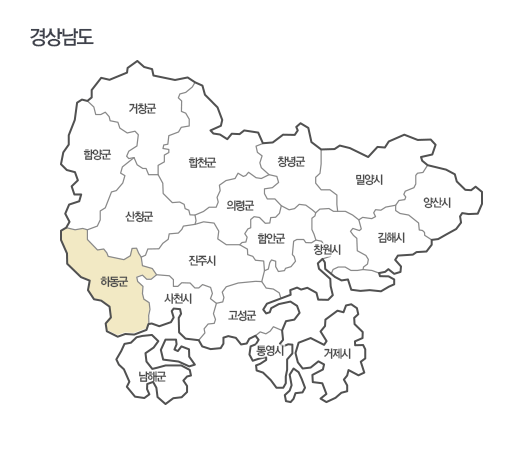 경상남도
거창군
함양군
합천군
창녕군
밀양시
양산시
산청군
의령군
함안군
창원시
김해시
진주시
하동군
사천시
고성군
통영시
거제시
남해군